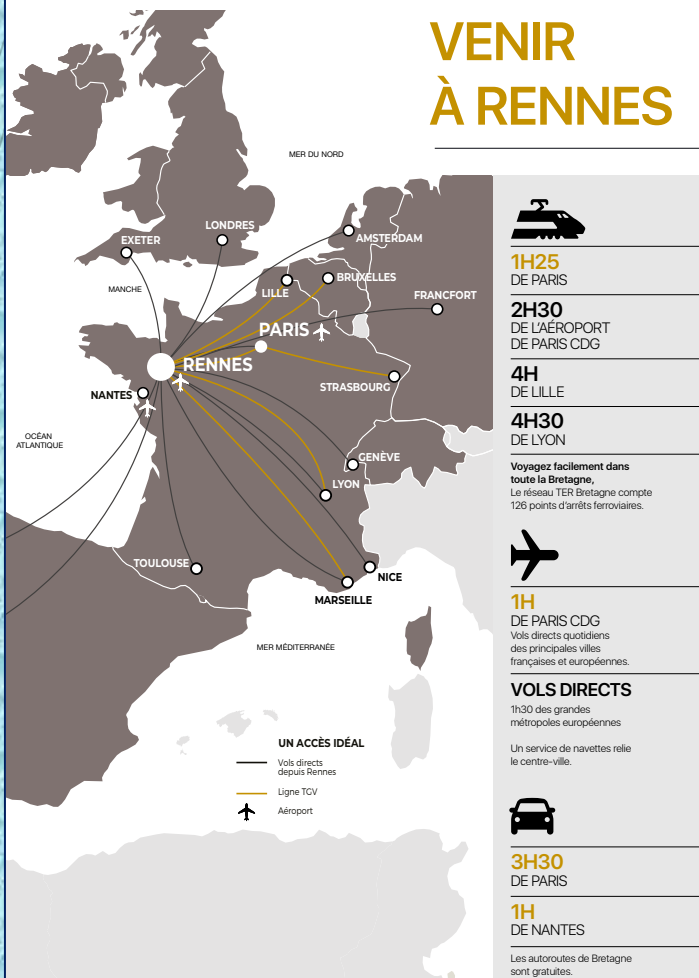 VENIR
À RENNES
MER DU NORD
LONDRES
EXETER
AMSTERDAM
BRUXELLES
MANCHE
LILLE
FRANCFORT
PARIS
RENNES
STRASBOURG
NANTES
OCÉAN
ATLANTIQUE
GENÈVE
LYON
TOULOUSE
NICE
MARSEILLE
MER MÉDITERRANÉE
UN ACCÈS IDÉAL
Vols directs
depuis Rennes
Ligne TGV
Aéroport
1H25
DE PARIS
2H30
DE L'AÉROPORT
DE PARIS CDG
4H
DE LILLE
4H30
DE LYON
Voyagez facilement dans
toute la Bretagne,
Le réseau TER Bretagne compte
126 points d'arrêts ferroviaires.
1H
DE PARIS CDG
Vols directs quotidiens
des principales villes
françaises et européennes.
VOLS DIRECTS
1h30 des grandes
métropoles européennes
Un service de navettes relie
le centre-ville.
3H30
DE PARIS
1H
DE NANTES
Les autoroutes de Bretagne
sont gratuites.